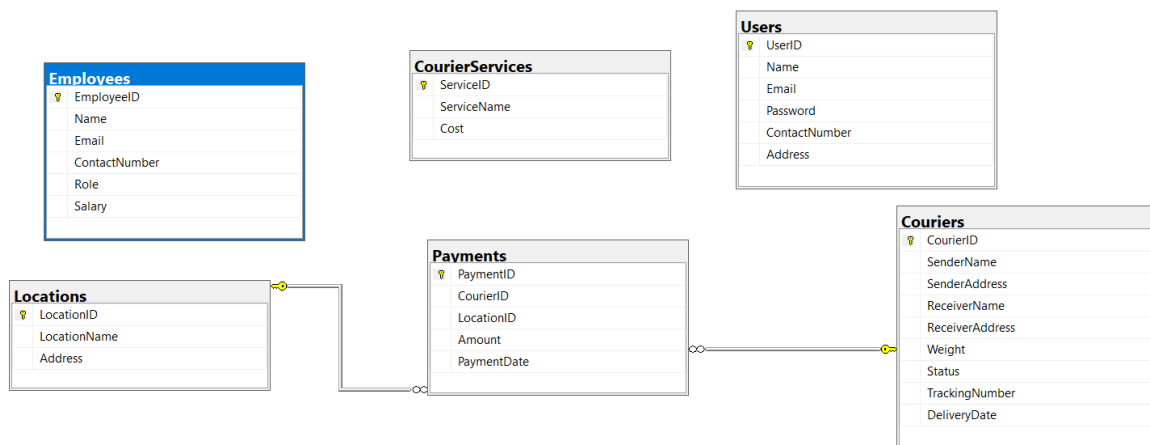 Employees
EmployeeID
Name
Email
ContactNumber
Role
Salary
CourierServices
ServiceID
ServiceName
Cost
Users
UserID
Name
Email
Password
ContactNumber
Address
Locations
LocationID
LocationName
Address
Payments
PaymentID
CourierID
LocationID
Amount
PaymentDate
Couriers
CourierID
SenderName
SenderAddress
ReceiverName
ReceiverAddress
Weight
Status
TrackingNumber
DeliveryDate